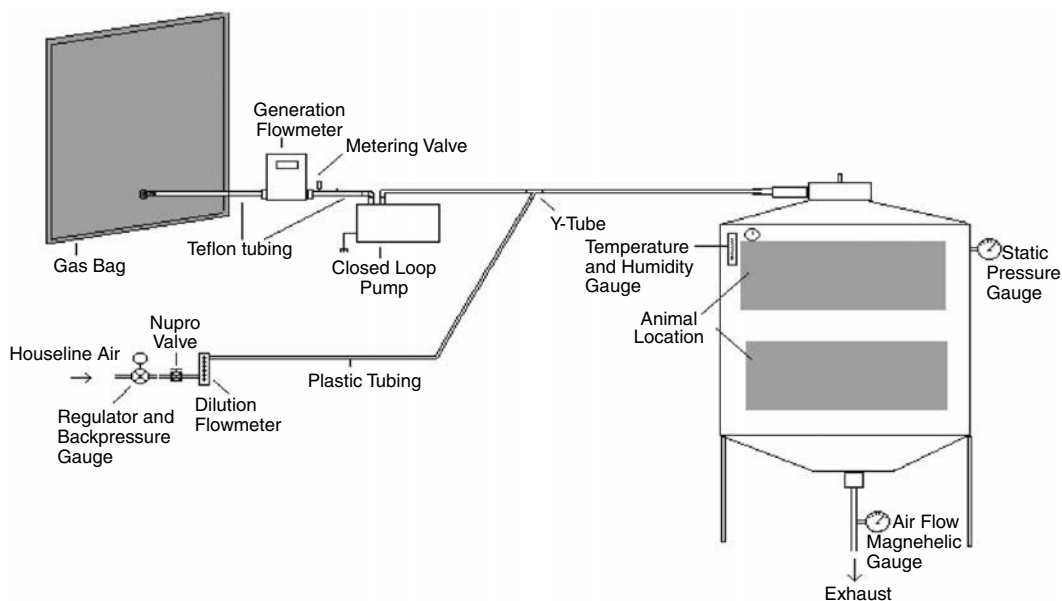 Generation
Flowmeter
Metering Valve
Teflon tubing
Gas Bag
Closed Loop
Pump
Y-Tube
Temperature
and Humidity
Gauge
Static
Pressure
Gauge
Animal
Location
Nupro
Valve
Houseline Air
Plastic Tubing
Regulator and
Backpressure
Gauge
Dilution
Flowmeter
Air Flow
Magnehelic
Gauge
Exhaust